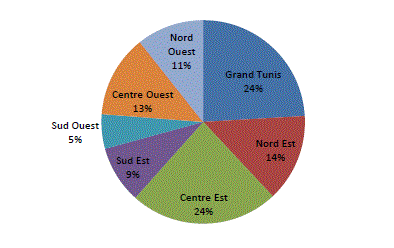 Nord
Ouest
11%
Grand Tunis
24%
Centre Ouest
13%
Sud Ouest
5%
Nord Est
14%
Sud Est
9%
Centre Est
24%